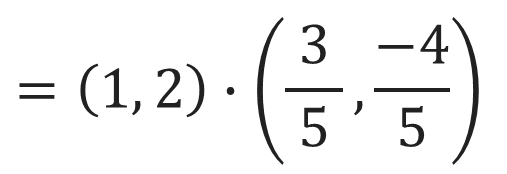 = (1, 2) · (3/5, −4/5)